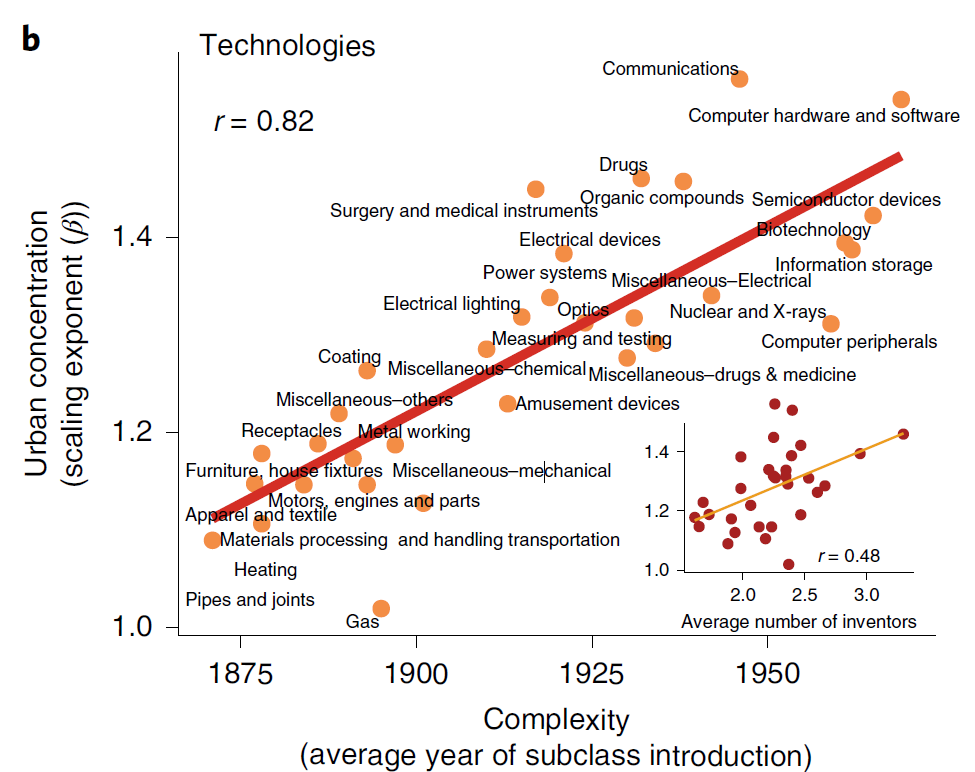 b
Technologies
r = 0.82
Communications
Computer hardware and software
Drugs
Organic compounds
Semiconductor devices
Surgery and medical instruments
Biotechnology
Electrical devices
Information storage
Power systems
Miscellaneous–Electrical
Electrical lighting
Optics
Nuclear and X-rays
Measuring and testing
Computer peripherals
Coating
Miscellaneous–chemical
Miscellaneous–drugs & medicine
Miscellaneous–others
Amusement devices
Receptacles
Metal working
Furniture, house fixtures
Miscellaneous–mechanical
Motors, engines and parts
Apparel and textile
Materials processing and handling transportation
Heating
Pipes and joints
Gas
1.4
1.2
1.0
Urban concentration
(scaling exponent (β))
1875
1900
1925
1950
Complexity
(average year of subclass introduction)
1.4
1.2
1.0
r = 0.48
2.0
2.5
3.0
Average number of inventors